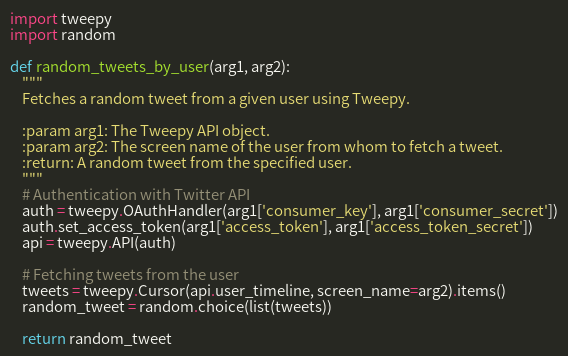 import tweepy
import random
def random_tweets_by_user(arg1, arg2):
"""
Fetches a random tweet from a given user using Tweepy.
:param arg1: The Tweepy API object.
:param arg2: The screen name of the user from whom to fetch a tweet.
:return: A random tweet from the specified user.
"""
# Authentication with Twitter API
auth = tweepy.OAuthHandler(arg1['consumer_key'], arg1['consumer_secret'])
auth.set_access_token(arg1['access_token'], arg1['access_token_secret'])
api = tweepy.API(auth)
# Fetching tweets from the user
tweets = tweepy.Cursor(api.user_timeline, screen_name=arg2).items()
random_tweet = random.choice(list(tweets))
return random_tweet